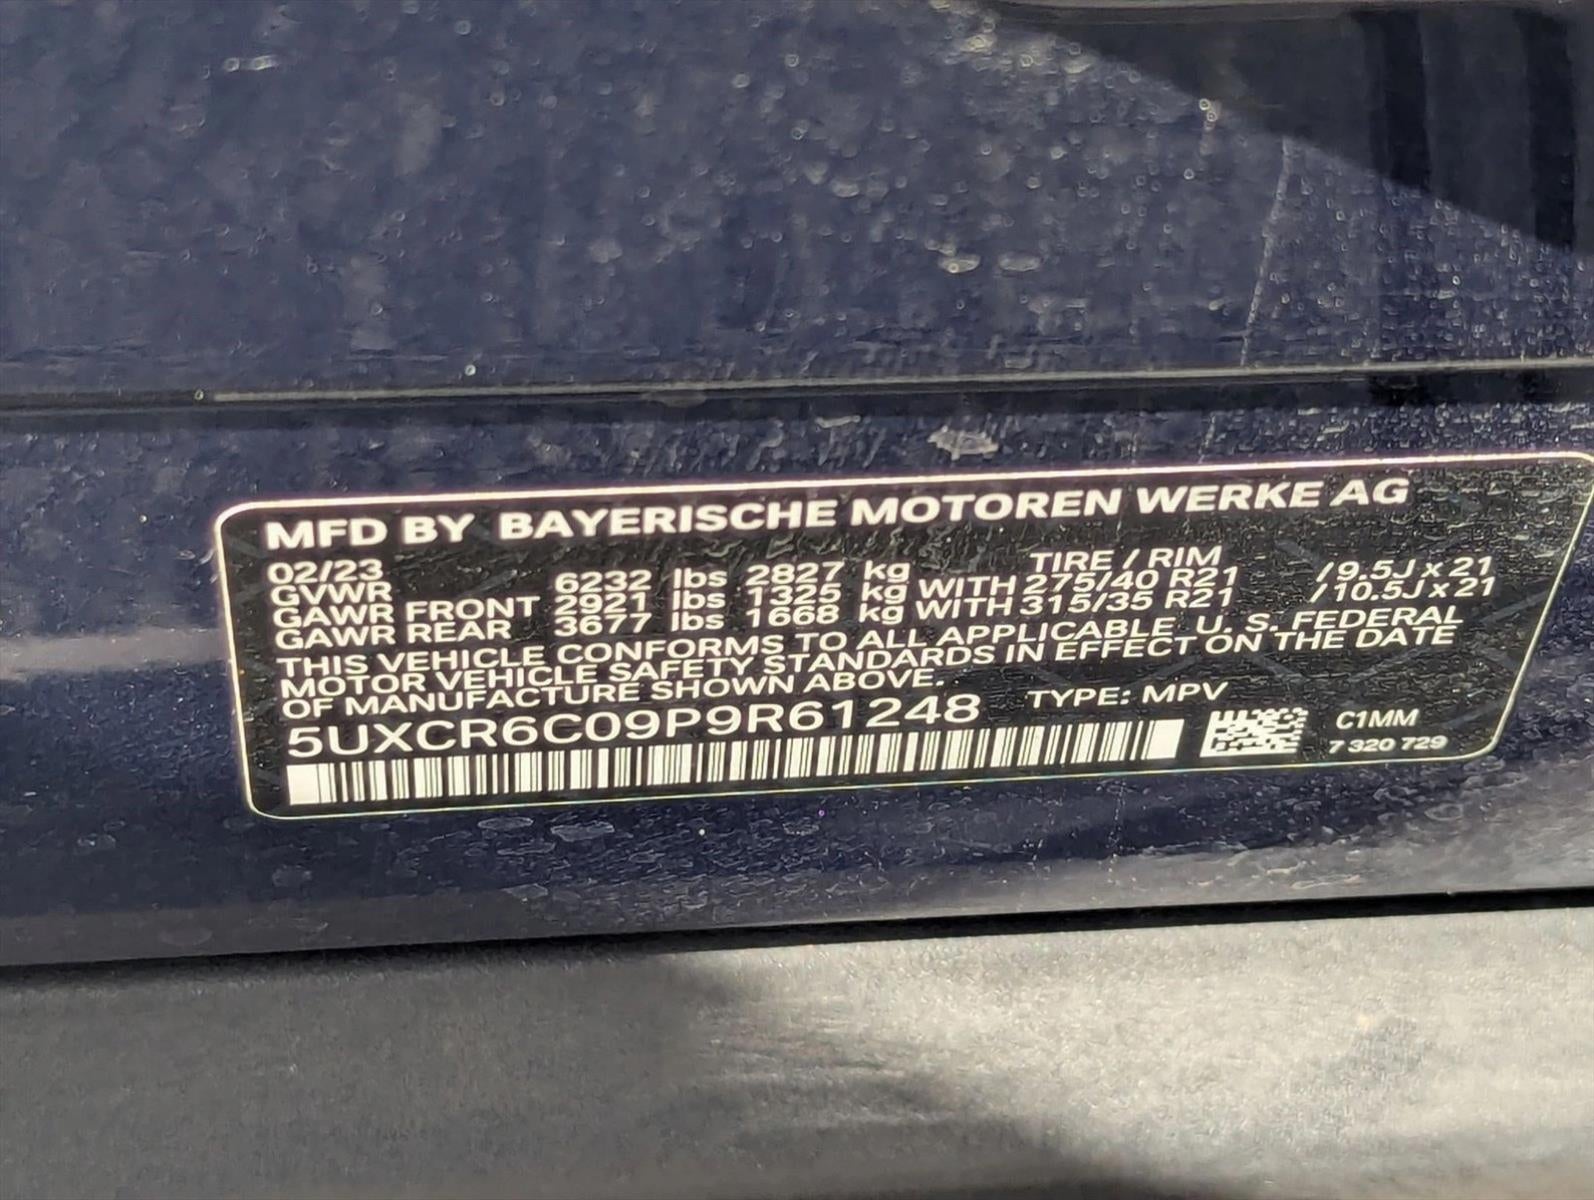 MFD BY BAYERISCHE MOTOREN WERKE AG
02/23 TIRE / RIM
GVWR 6232 lbs 2827 kg
GAWR FRONT 2921 lbs 1325 kg WITH 275/40 R21 / 9.5J x 21
GAWR REAR 3677 lbs 1668 kg WITH 315/35 R21 / 10.5J x 21
THIS VEHICLE CONFORMS TO ALL APPLICABLE U. S. FEDERAL
MOTOR VEHICLE SAFETY STANDARDS IN EFFECT ON THE DATE
OF MANUFACTURE SHOWN ABOVE.
5UXCR6C09P9R61248 TYPE: MPV
C1MM
7 320 729